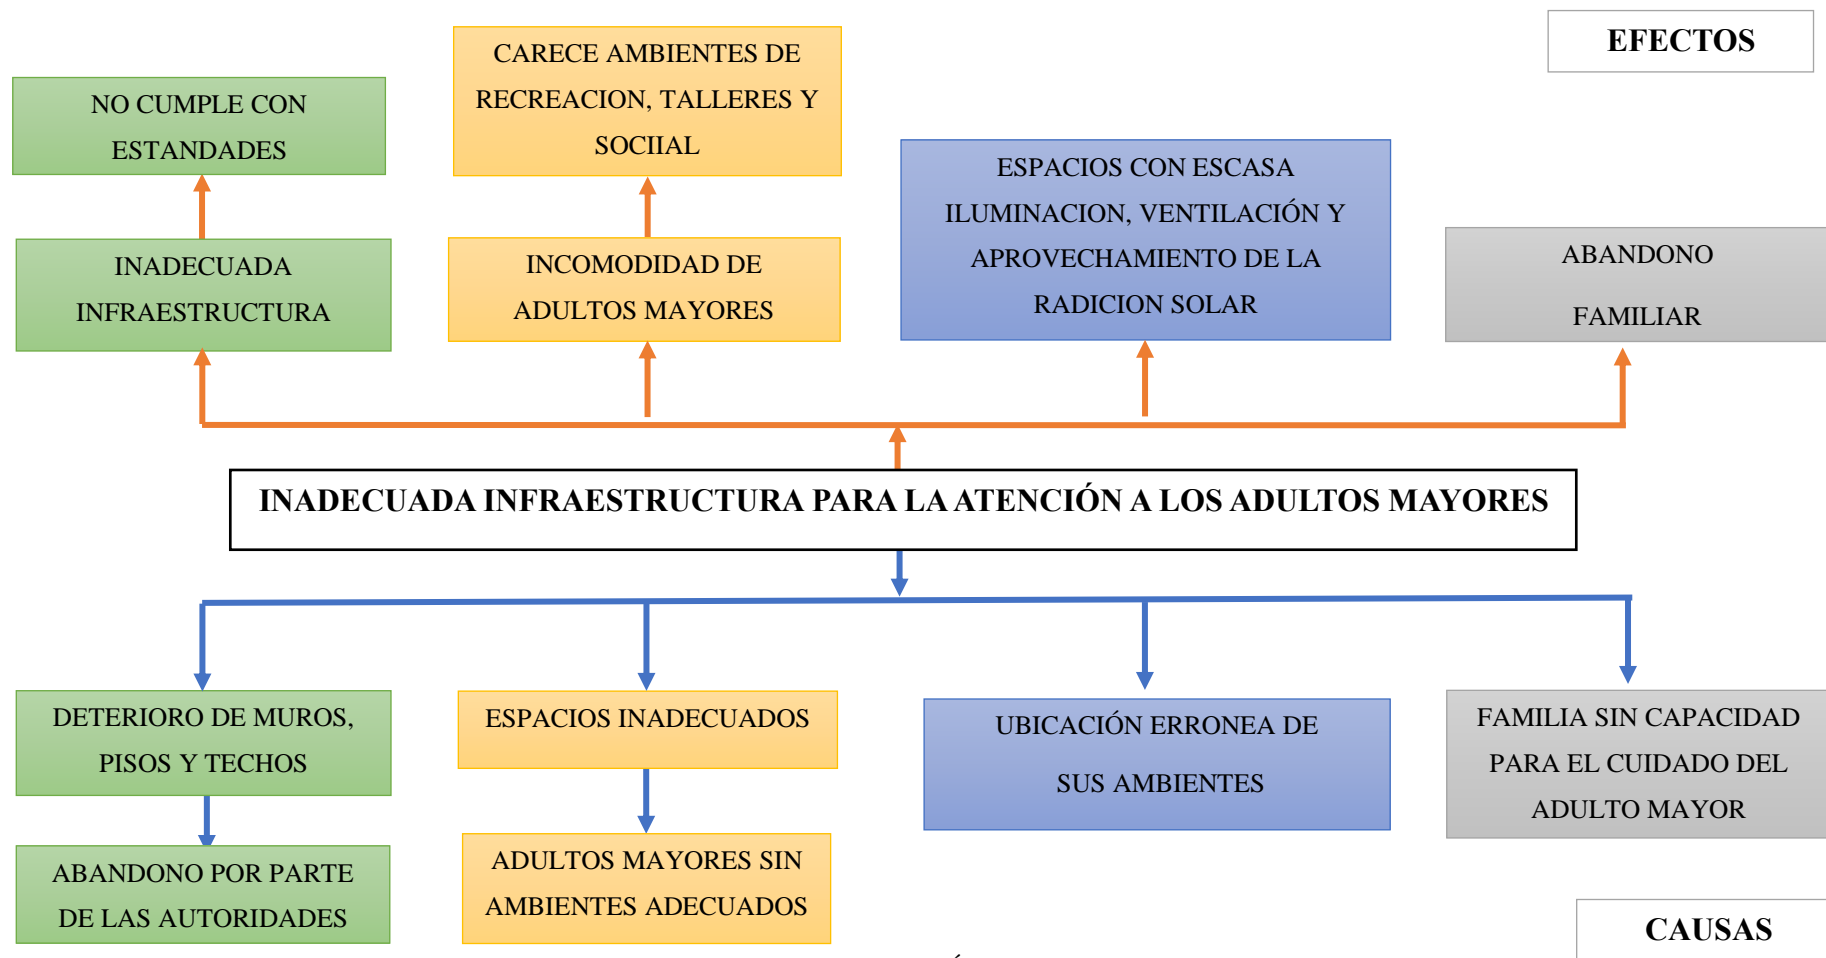 EFECTOS
CARECE AMBIENTES DE
RECREACION, TALLERES Y
SOCIIAL
NO CUMPLE CON
ESTANDADES
ESPACIOS CON ESCASA
ILUMINACION, VENTILACIÓN Y
APROVECHAMIENTO DE LA
RADICION SOLAR
INADECUADA
INFRAESTRUCTURA
INCOMODIDAD DE
ADULTOS MAYORES
ABANDONO
FAMILIAR
INADECUADA INFRAESTRUCTURA PARA LA ATENCIÓN A LOS ADULTOS MAYORES
DETERIORO DE MUROS,
PISOS Y TECHOS
ESPACIOS INADECUADOS
UBICACIÓN ERRONEA DE
SUS AMBIENTES
FAMILIA SIN CAPACIDAD
PARA EL CUIDADO DEL
ADULTO MAYOR
ABANDONO POR PARTE
DE LAS AUTORIDADES
ADULTOS MAYORES SIN
AMBIENTES ADECUADOS
CAUSAS